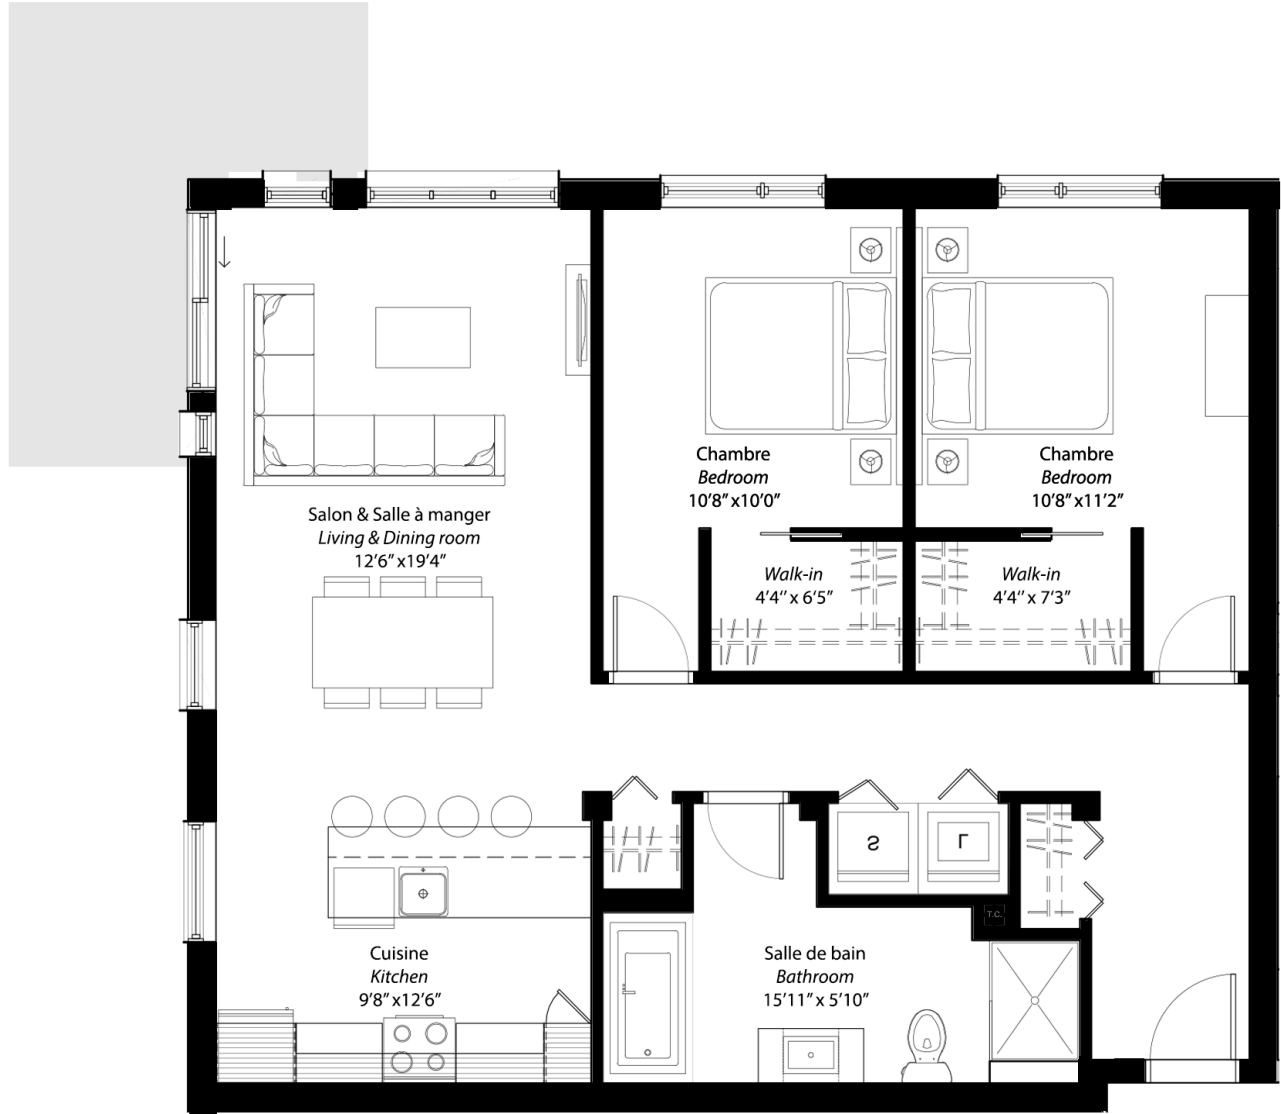 Chambre
Bedroom
10'8" x10'0"
Chambre
Bedroom
10'8" x11'2"
Salon & Salle à manger
Living & Dining room
12'6" x19'4"
Walk-in
4'4'' x 6'5"
Walk-in
4'4'' x 7'3"
S
L
T.C.
Cuisine
Kitchen
9'8" x12'6"
Salle de bain
Bathroom
15'11" x 5'10"